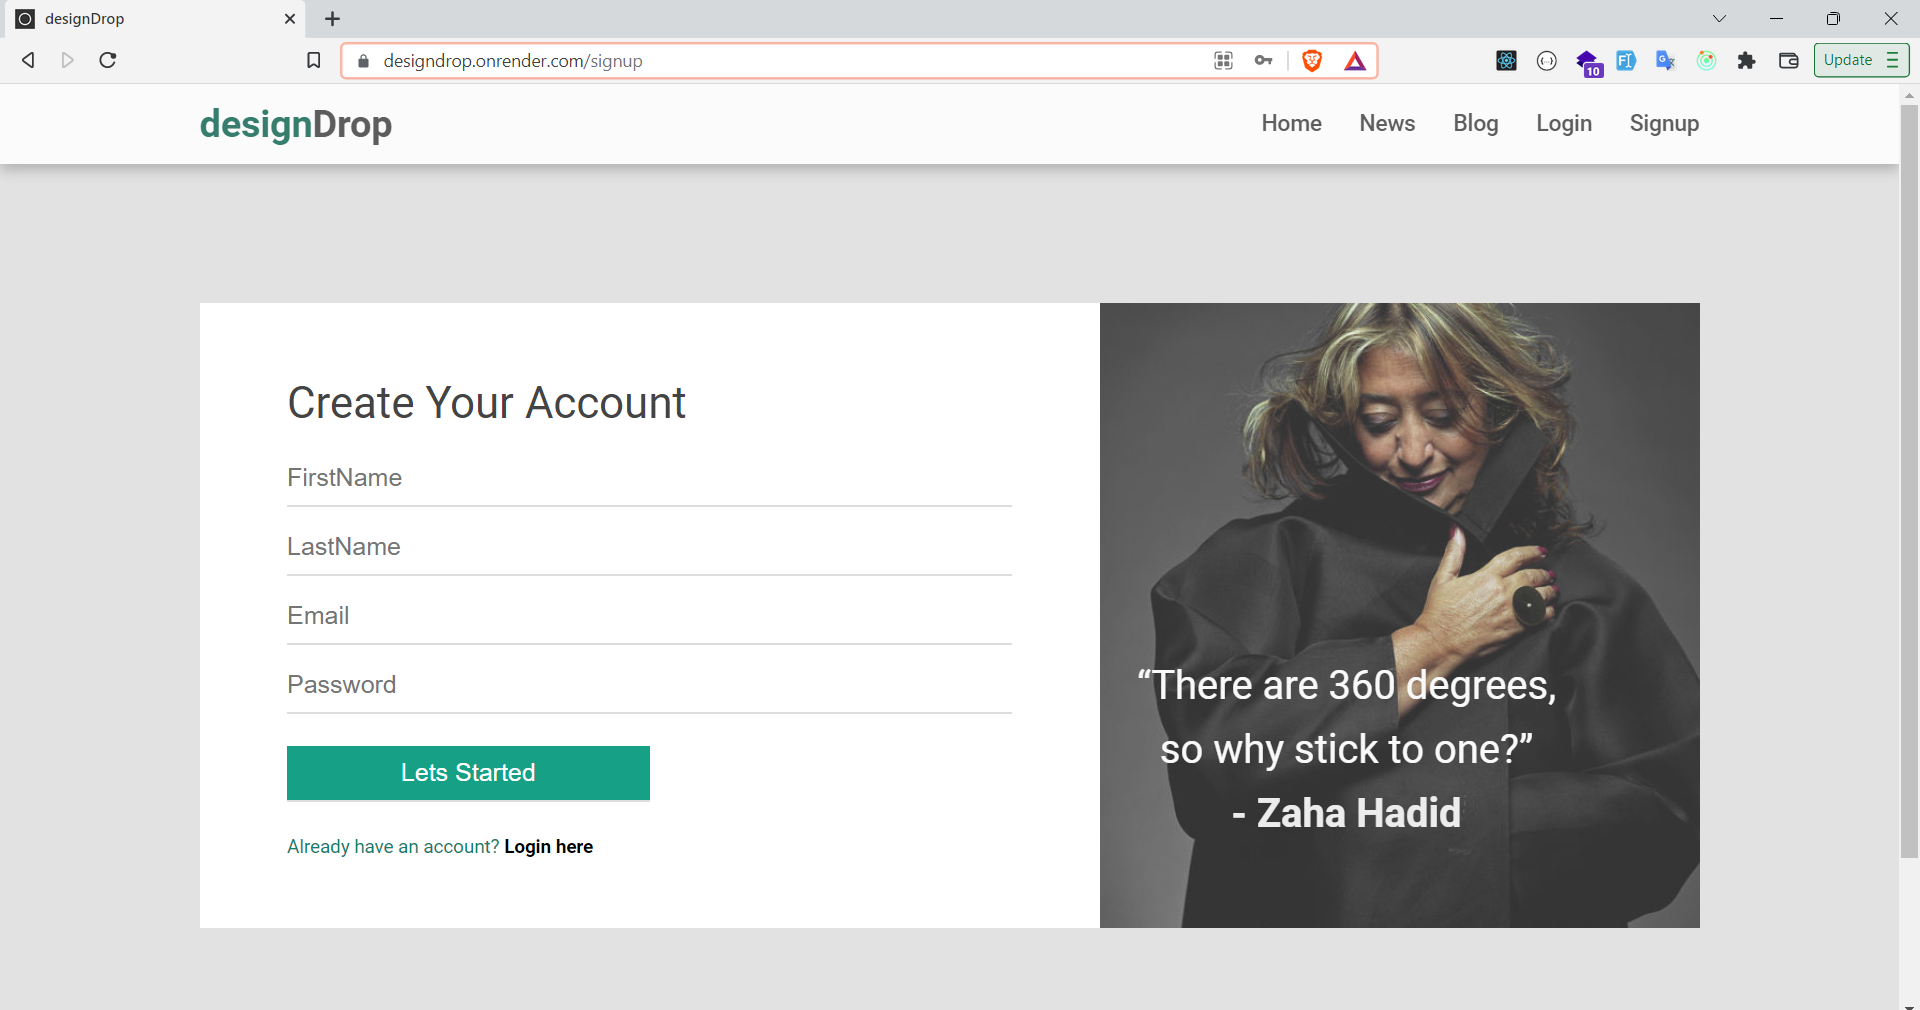 designDrop
designdrop.onrender.com/signup
10
Update
designDrop
Home News Blog Login Signup
Create Your Account
FirstName
LastName
Email
Password
Lets Started
Already have an account? Login here
“There are 360 degrees,
so why stick to one?”
- Zaha Hadid